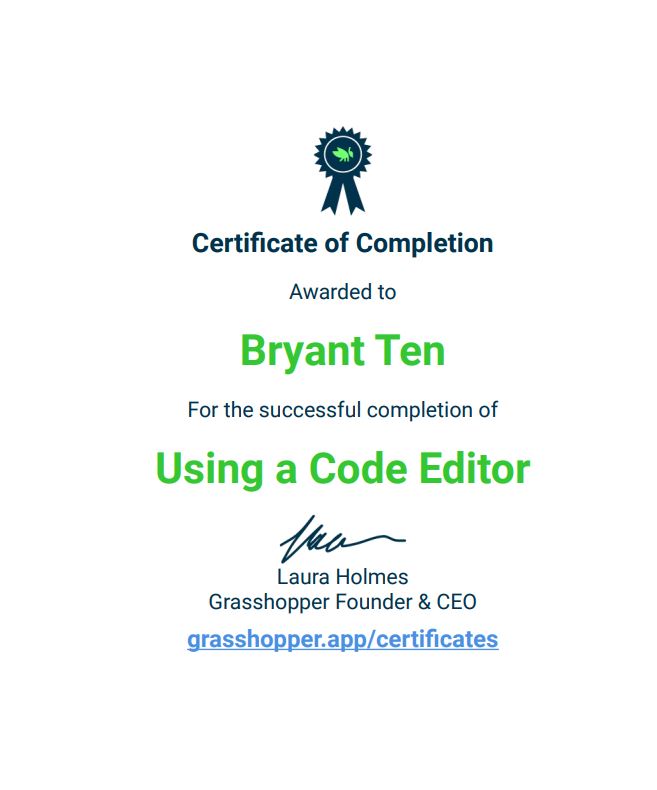 Certificate of Completion
Awarded to
Bryant Ten
For the successful completion of
Using a Code Editor
Laura Holmes
Grasshopper Founder & CEO
grasshopper.app/certificates